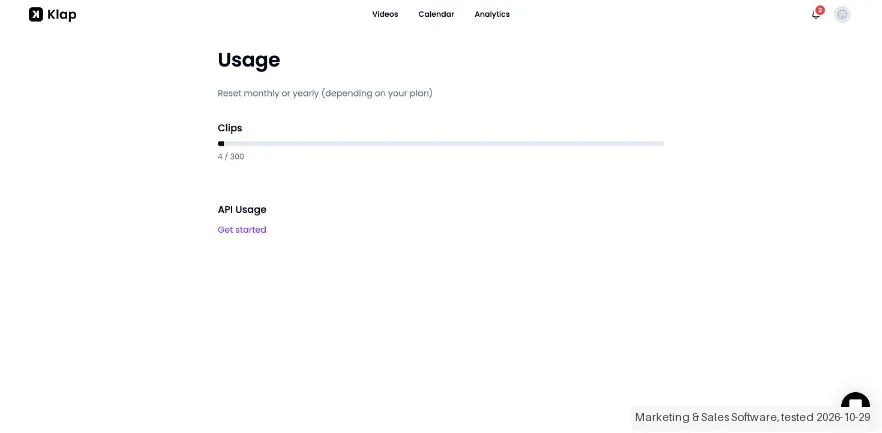 Klap
Videos Calendar Analytics
2
Usage
Reset monthly or yearly (depending on your plan)
Clips
4 / 300
API Usage
Get started
Marketing & Sales Software, tested 2026-10-29